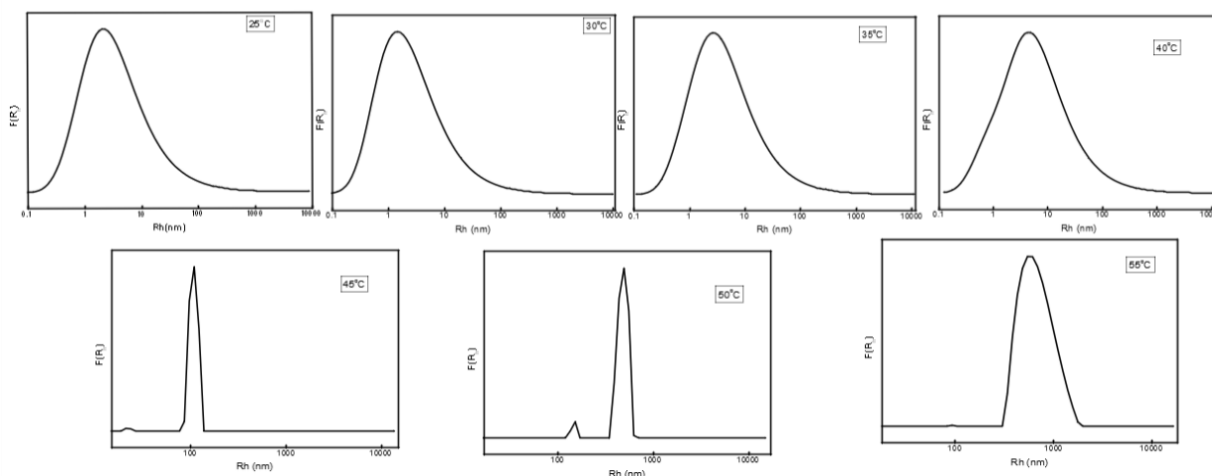 25°C
F(R)
0.1 1 10 100 1000 10000
Rh(nm)
30°C
F(R)
0.1 1 10 100 1000 10000
Rh (nm)
35°C
F(R)
0.1 1 10 100 1000 10000
Rh (nm)
40°C
F(R)
0.1 1 10 100 1000
Rh (nm)
45°C
F(R)
100 1000 10000
Rh (nm)
50°C
F(R)
100 1000 10000
Rh (nm)
55°C
F(R)
100 1000 10000
Rh (nm)